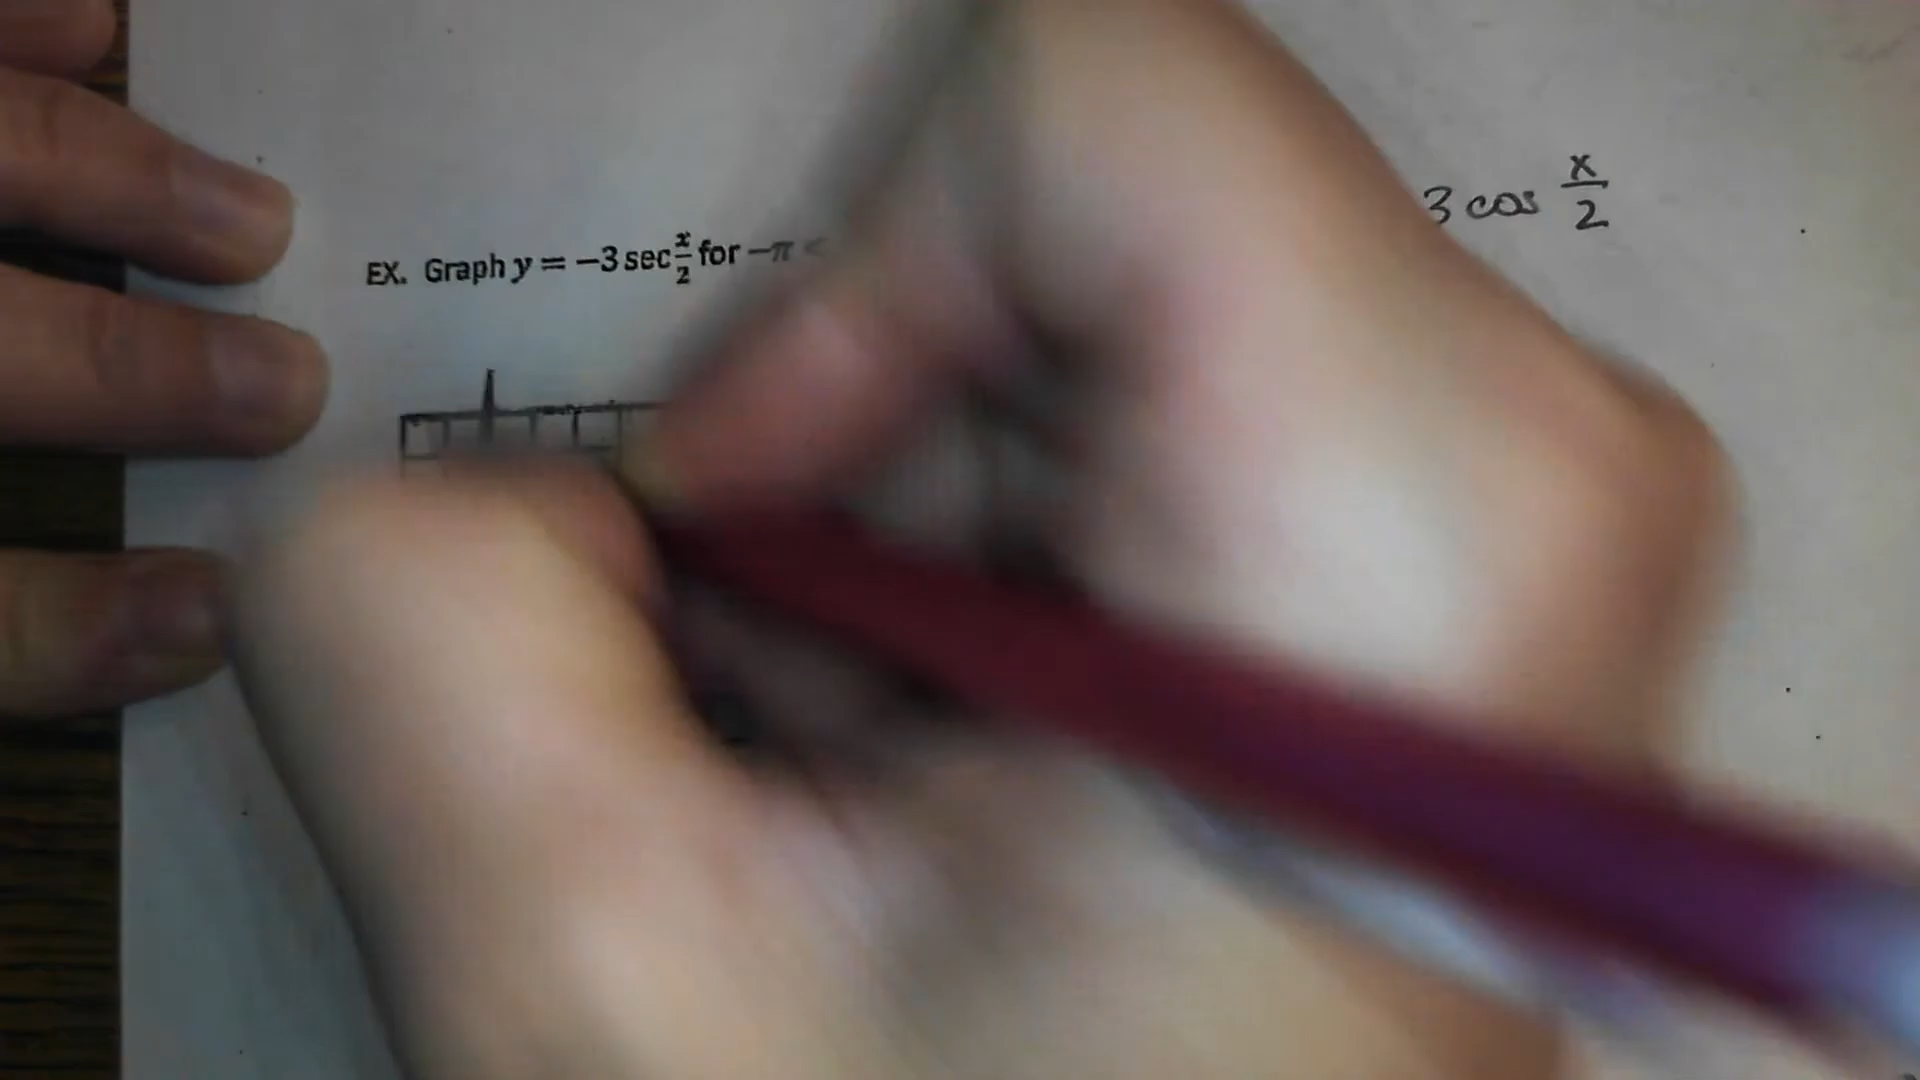 3 cos x/2
EX. Graph y = −3 sec x/2 for −π <